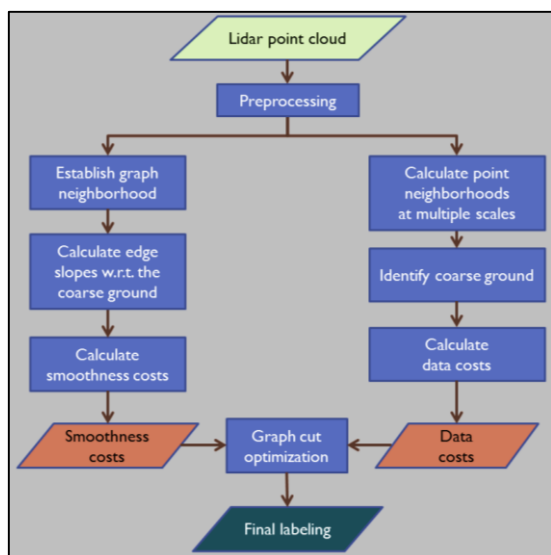 Lidar point cloud
Preprocessing
Establish graph
neighborhood
Calculate edge
slopes w.r.t. the
coarse ground
Calculate
smoothness costs
Smoothness
costs
Calculate point
neighborhoods
at multiple scales
Identify coarse ground
Calculate
data costs
Data
costs
Graph cut
optimization
Final labeling